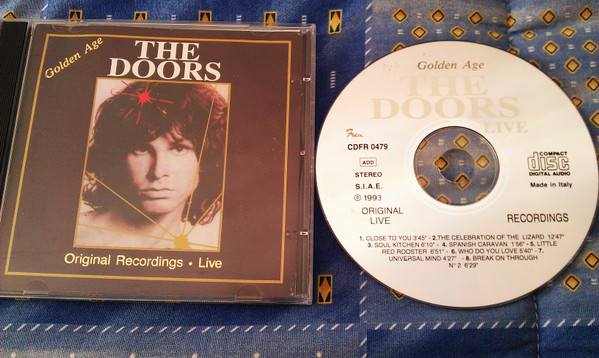 Golden Age
THE
DOORS
Original Recordings • Live
Golden Age
THE
DOORS
LIVE
CDFR 0479
ADD
STEREO
S.I.A.E.
℗ 1993
ORIGINAL
LIVE
COMPACT
disc
DIGITAL AUDIO
Made in Italy
RECORDINGS
1. CLOSE TO YOU 3'45" - 2.THE CELEBRATION OF THE LIZARD 12'47"
3. SOUL KITCHEN 6'10" - 4. SPANISH CARAVAN 1'56" - 5. LITTLE
RED ROOSTER 6'51" - 6. WHO DO YOU LOVE 5'40" - 7.
UNIVERSAL MIND 4'27" - 8. BREAK ON THROUGH
N° 2 6'29"